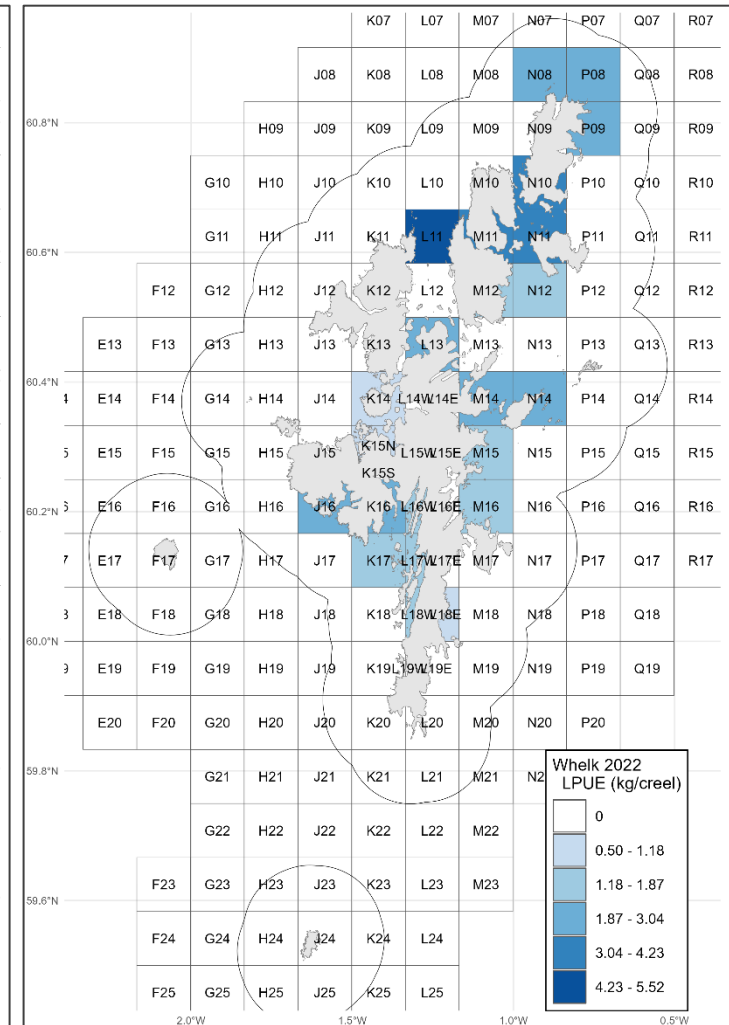 K07 L07 M07 N07 P07 Q07 R07
J08 K08 L08 M08 N08 P08 Q08 R08
60.8°N H09 J09 K09 L09 M09 N09 P09 Q09 R09
G10 H10 J10 K10 L10 M10 N10 P10 Q10 R10
60.6°N G11 H11 J11 K11 L11 M11 N11 P11 Q11 R11
F12 G12 H12 J12 K12 L12 M12 N12 P12 Q12 R12
E13 F13 G13 H13 J13 K13 L13 M13 N13 P13 Q13 R13
60.4°N
4 E14 F14 G14 H14 J14 K14 L14W L14E M14 N14 P14 Q14 R14
5 E15 F15 G15 H15 J15 K15N L15W L15E M15 N15 P15 Q15 R15
K15S
60.2°N
6 E16 F16 G16 H16 J16 K16 L16W L16E M16 N16 P16 Q16 R16
7 E17 F17 G17 H17 J17 K17 L17W L17E M17 N17 P17 Q17 R17
8 E18 F18 G18 H18 J18 K18 L18W L18E M18 N18 P18 Q18
60.0°N
9 E19 F19 G19 H19 J19 K19 L19W L19E M19 N19 P19 Q19
E20 F20 G20 H20 J20 K20 L20 M20 N20 P20
59.8°N G21 H21 J21 K21 L21 M21 N2
G22 H22 J22 K22 L22 M22
F23 G23 H23 J23 K23 L23 M23
59.6°N
F24 G24 H24 J24 K24 L24
F25 G25 H25 J25 K25 L25
2.0°W 1.5°W 1.0°W 0.5°W
Whelk 2022
LPUE (kg/creel)
0
0.50 - 1.18
1.18 - 1.87
1.87 - 3.04
3.04 - 4.23
4.23 - 5.52